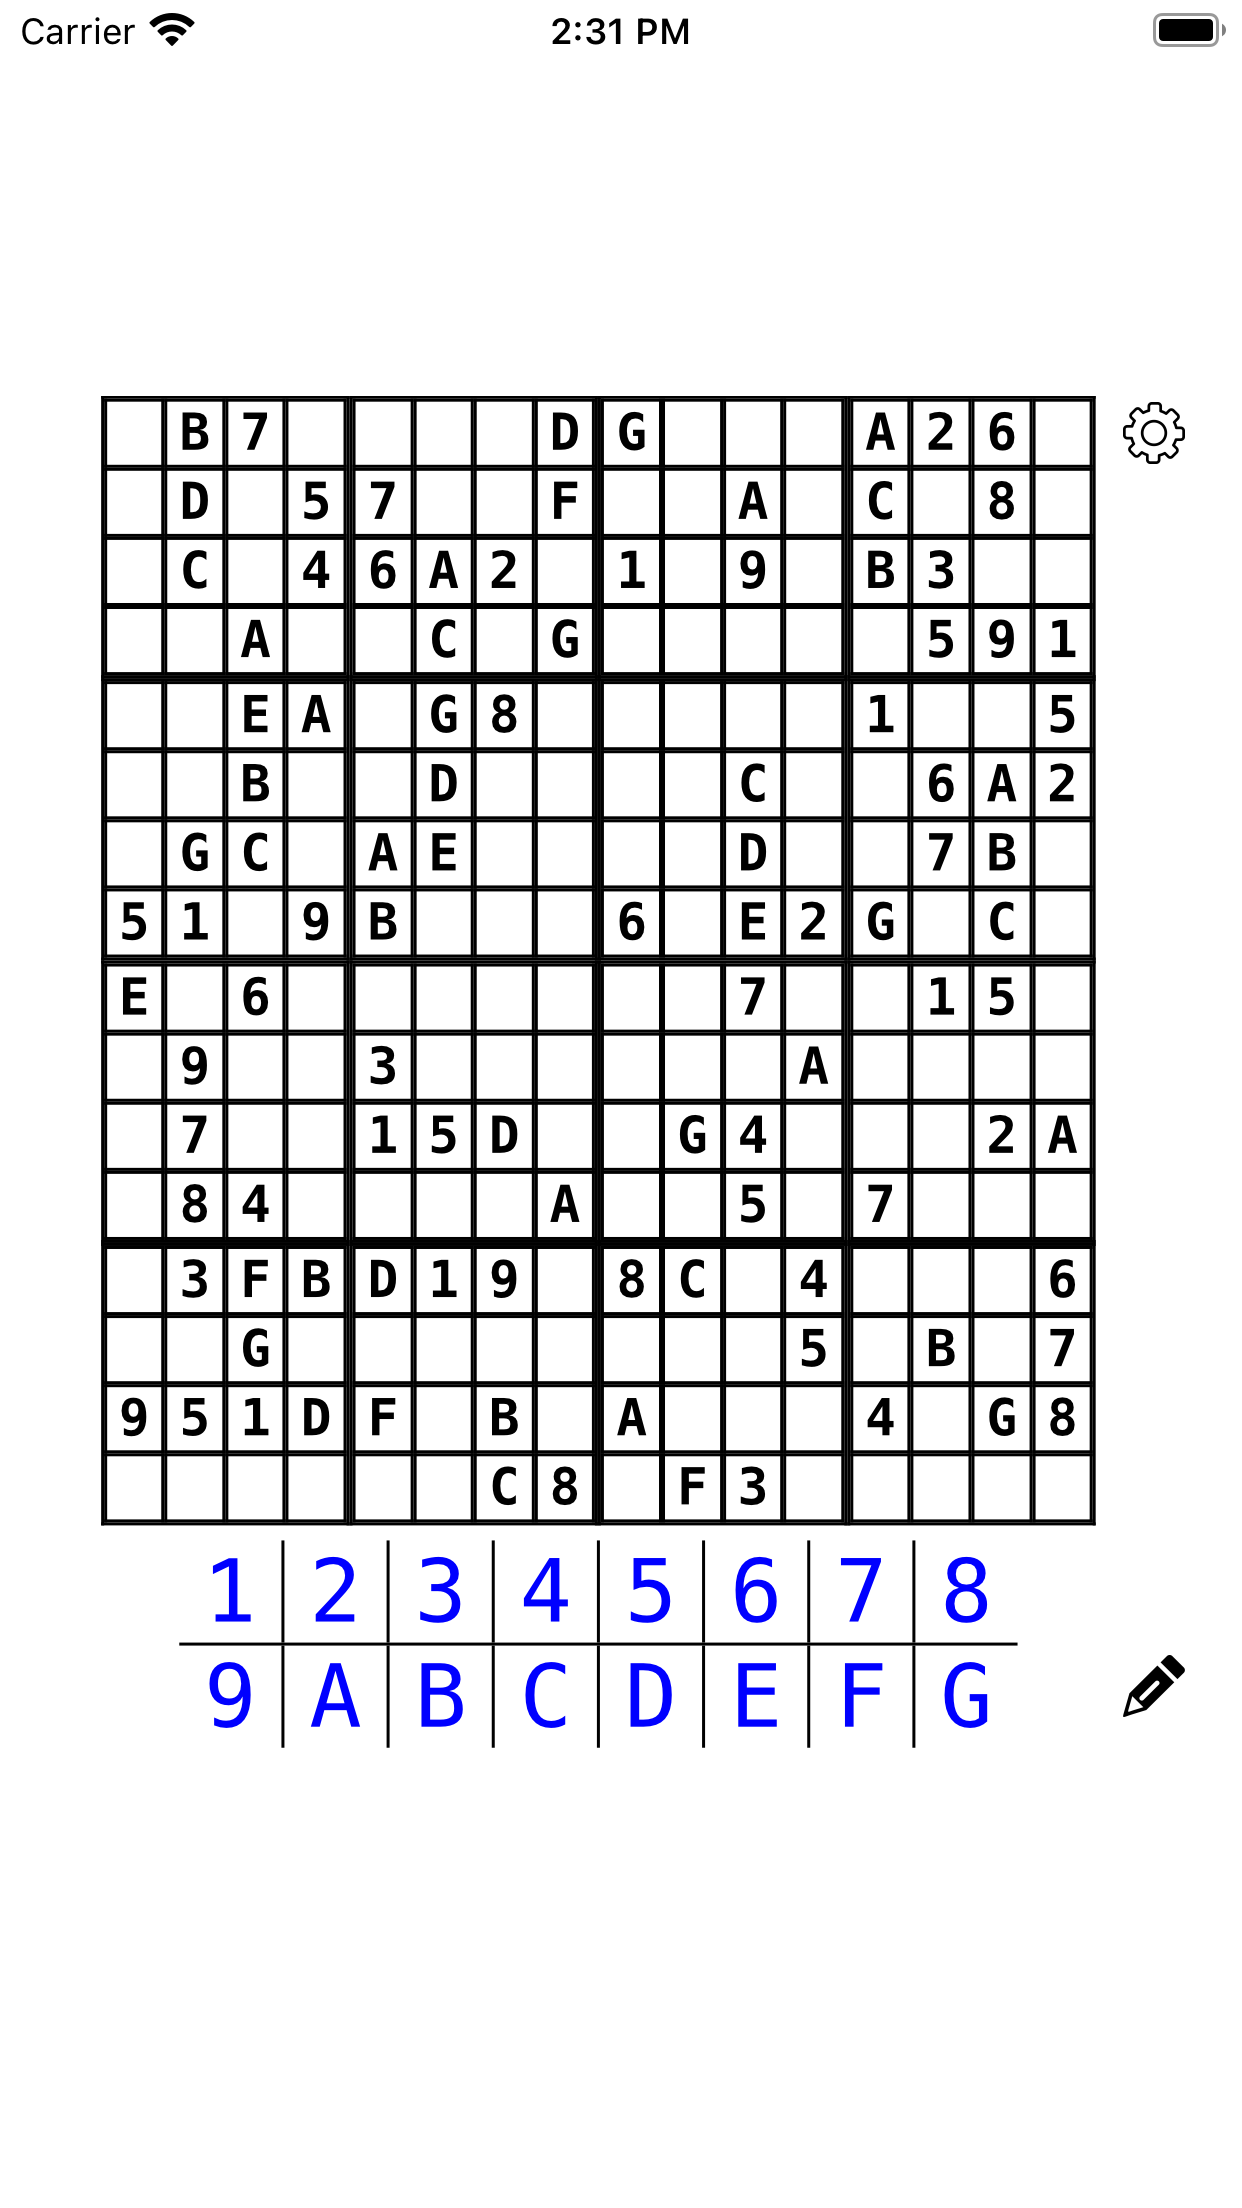 Carrier 2:31 PM
B 7 D G A 2 6
D 5 7 F A C 8
C 4 6 A 2 1 9 B 3
A C G 5 9 1
E A G 8 1 5
B D C 6 A 2
G C A E D 7 B
5 1 9 B 6 E 2 G C
E 6 7 1 5
9 3 A
7 1 5 D G 4 2 A
8 4 A 5 7
3 F B D 1 9 8 C 4 6
G 5 B 7
9 5 1 D F B A 4 G 8
C 8 F 3
1 2 3 4 5 6 7 8
9 A B C D E F G